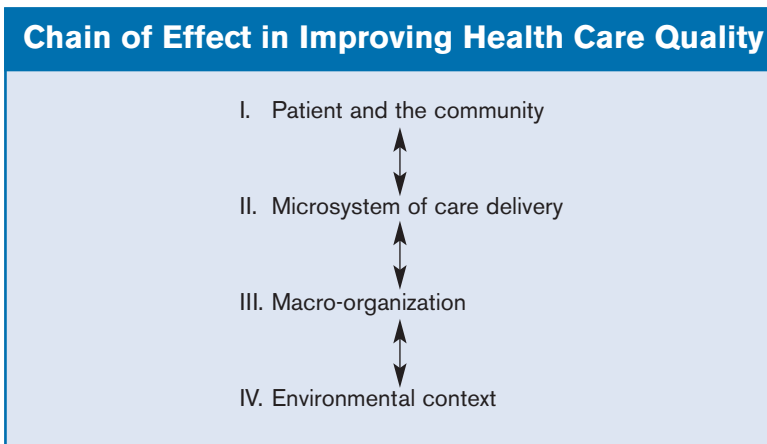 Chain of Effect in Improving Health Care Quality
I. Patient and the community
II. Microsystem of care delivery
III. Macro-organization
IV. Environmental context